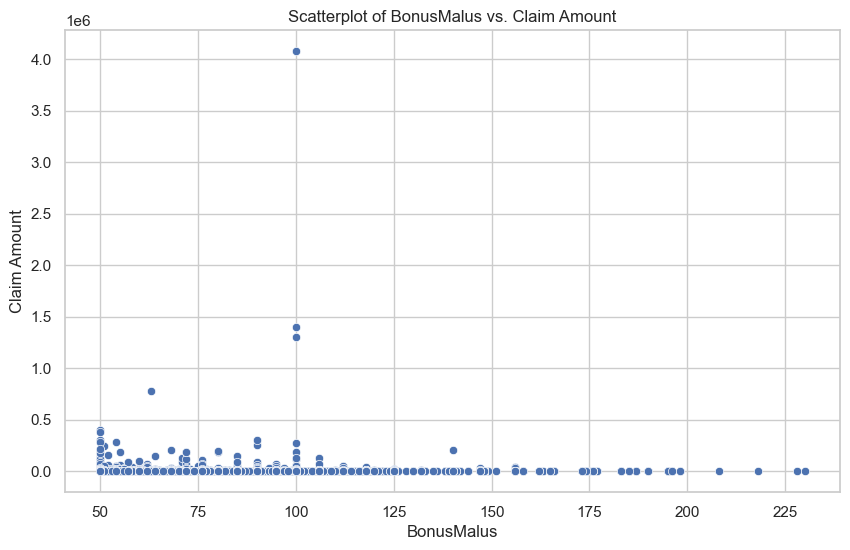 Scatterplot of BonusMalus vs. Claim Amount
1e6
4.0
3.5
3.0
2.5
2.0
1.5
1.0
0.5
0.0
Claim Amount
50 75 100 125 150 175 200 225
BonusMalus